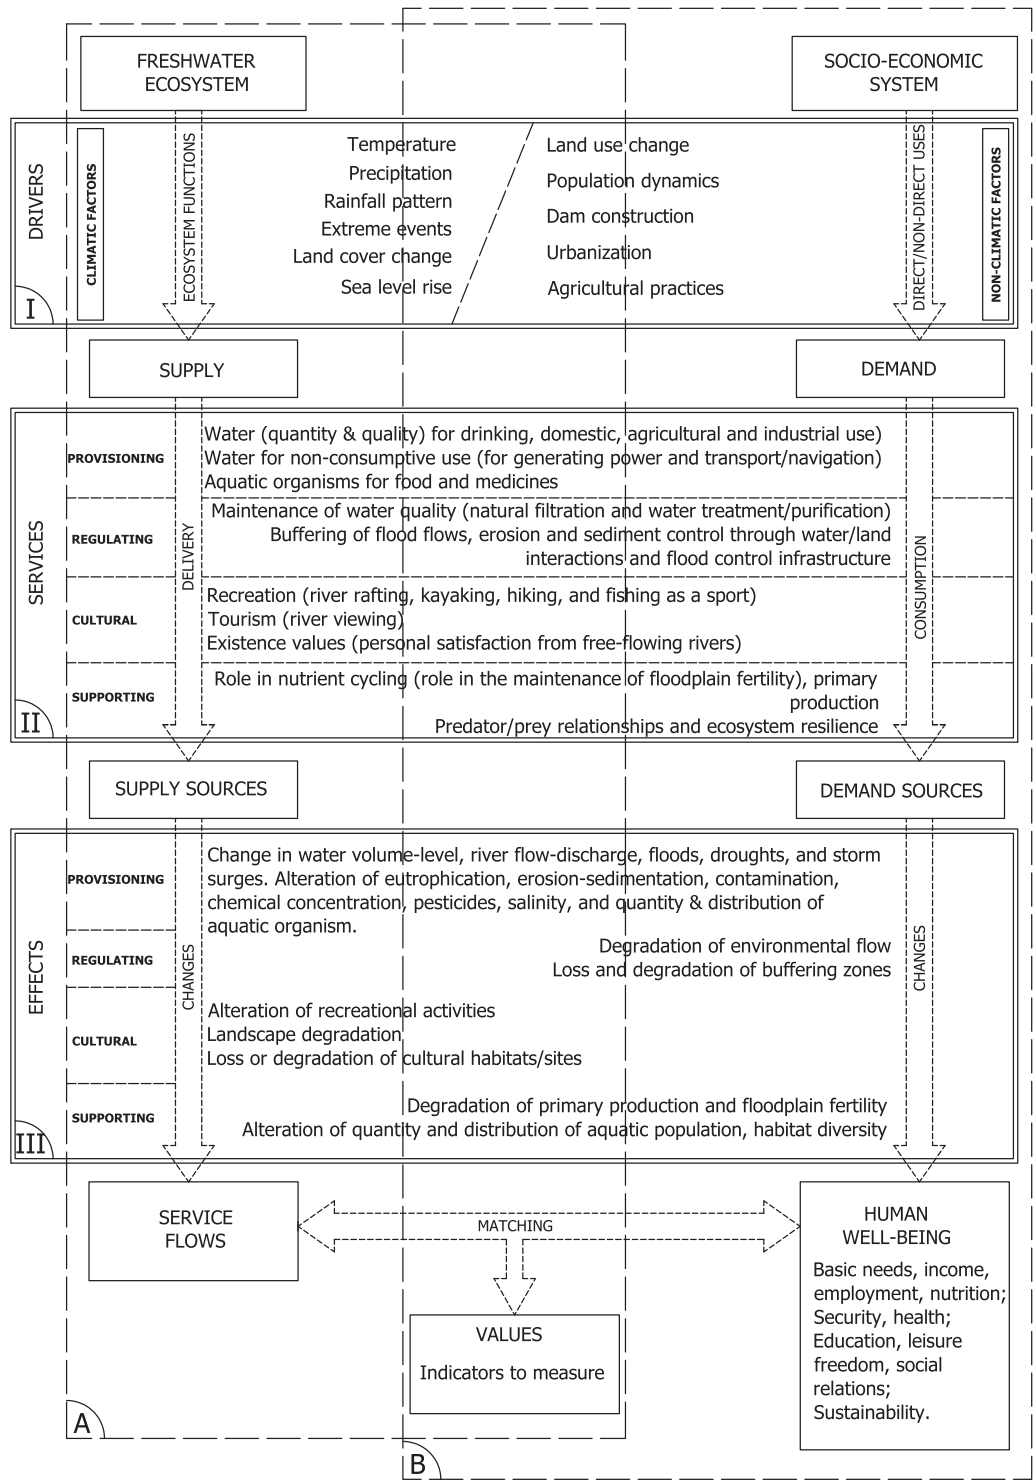 FRESHWATER
ECOSYSTEM
SOCIO-ECONOMIC
SYSTEM
DRIVERS
I
CLIMATIC FACTORS
ECOSYSTEM FUNCTIONS
Temperature
Precipitation
Rainfall pattern
Extreme events
Land cover change
Sea level rise
Land use change
Population dynamics
Dam construction
Urbanization
Agricultural practices
DIRECT/NON-DIRECT USES
NON-CLIMATIC FACTORS
SUPPLY
DEMAND
SERVICES
II
DELIVERY
CONSUMPTION
PROVISIONING
Water (quantity & quality) for drinking, domestic, agricultural and industrial use)
Water for non-consumptive use (for generating power and transport/navigation)
Aquatic organisms for food and medicines
REGULATING
Maintenance of water quality (natural filtration and water treatment/purification)
Buffering of flood flows, erosion and sediment control through water/land
interactions and flood control infrastructure
CULTURAL
Recreation (river rafting, kayaking, hiking, and fishing as a sport)
Tourism (river viewing)
Existence values (personal satisfaction from free-flowing rivers)
SUPPORTING
Role in nutrient cycling (role in the maintenance of floodplain fertility), primary
production
Predator/prey relationships and ecosystem resilience
SUPPLY SOURCES
DEMAND SOURCES
EFFECTS
III
CHANGES
CHANGES
PROVISIONING
Change in water volume-level, river flow-discharge, floods, droughts, and storm
surges. Alteration of eutrophication, erosion-sedimentation, contamination,
chemical concentration, pesticides, salinity, and quantity & distribution of
aquatic organism.
REGULATING
Degradation of environmental flow
Loss and degradation of buffering zones
CULTURAL
Alteration of recreational activities
Landscape degradation
Loss or degradation of cultural habitats/sites
SUPPORTING
Degradation of primary production and floodplain fertility
Alteration of quantity and distribution of aquatic population, habitat diversity
SERVICE
FLOWS
MATCHING
HUMAN
WELL-BEING
Basic needs, income,
employment, nutrition;
Security, health;
Education, leisure
freedom, social
relations;
Sustainability.
VALUES
Indicators to measure
A
B